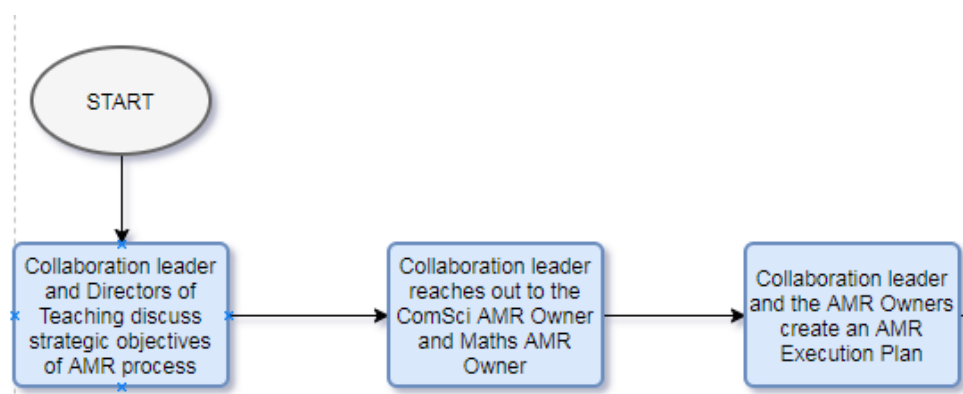 START
Collaboration leader
and Directors of
Teaching discuss
strategic objectives
of AMR process
Collaboration leader
reaches out to the
ComSci AMR Owner
and Maths AMR
Owner
Collaboration leader
and the AMR Owners
create an AMR
Execution Plan